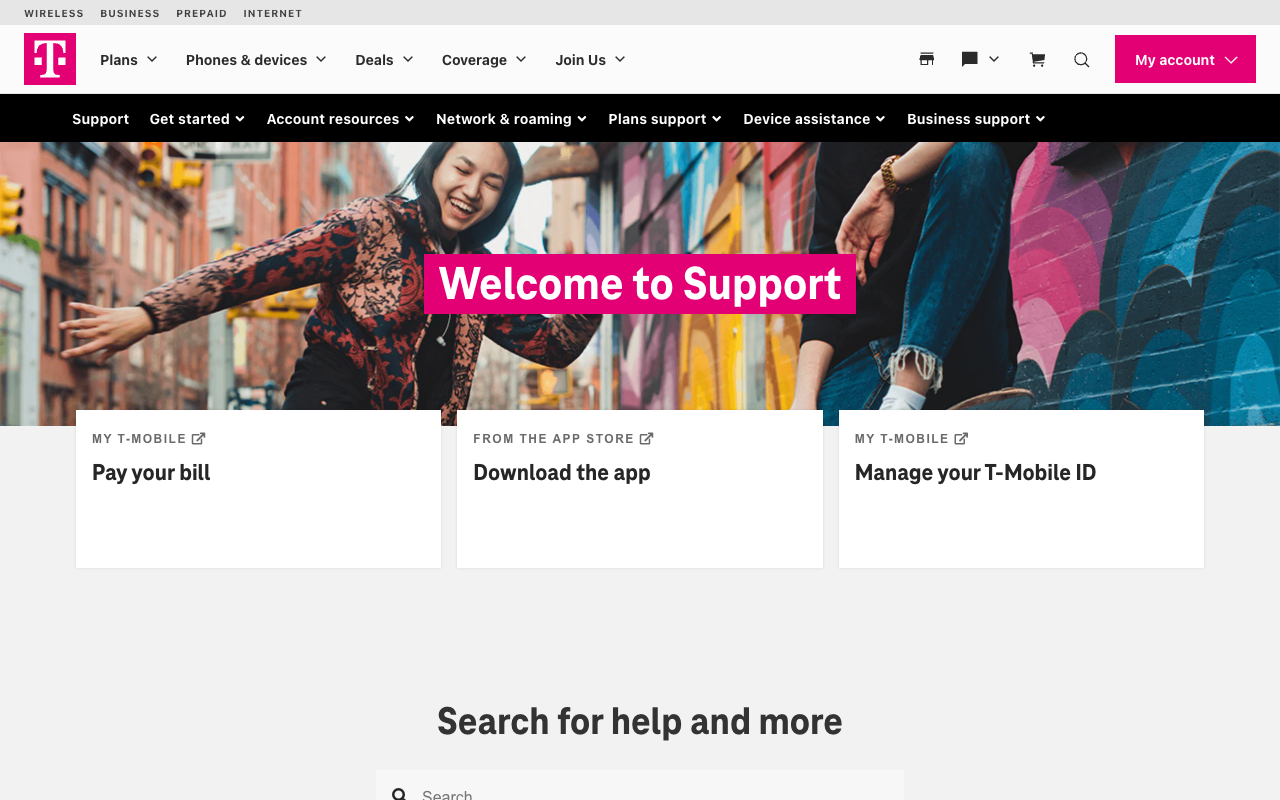 WIRELESS BUSINESS PREPAID INTERNET
T Plans Phones & devices Deals Coverage Join Us My account
Support Get started Account resources Network & roaming Plans support Device assistance Business support
Welcome to Support
MY T-MOBILE
Pay your bill
FROM THE APP STORE
Download the app
MY T-MOBILE
Manage your T-Mobile ID
Search for help and more
Search